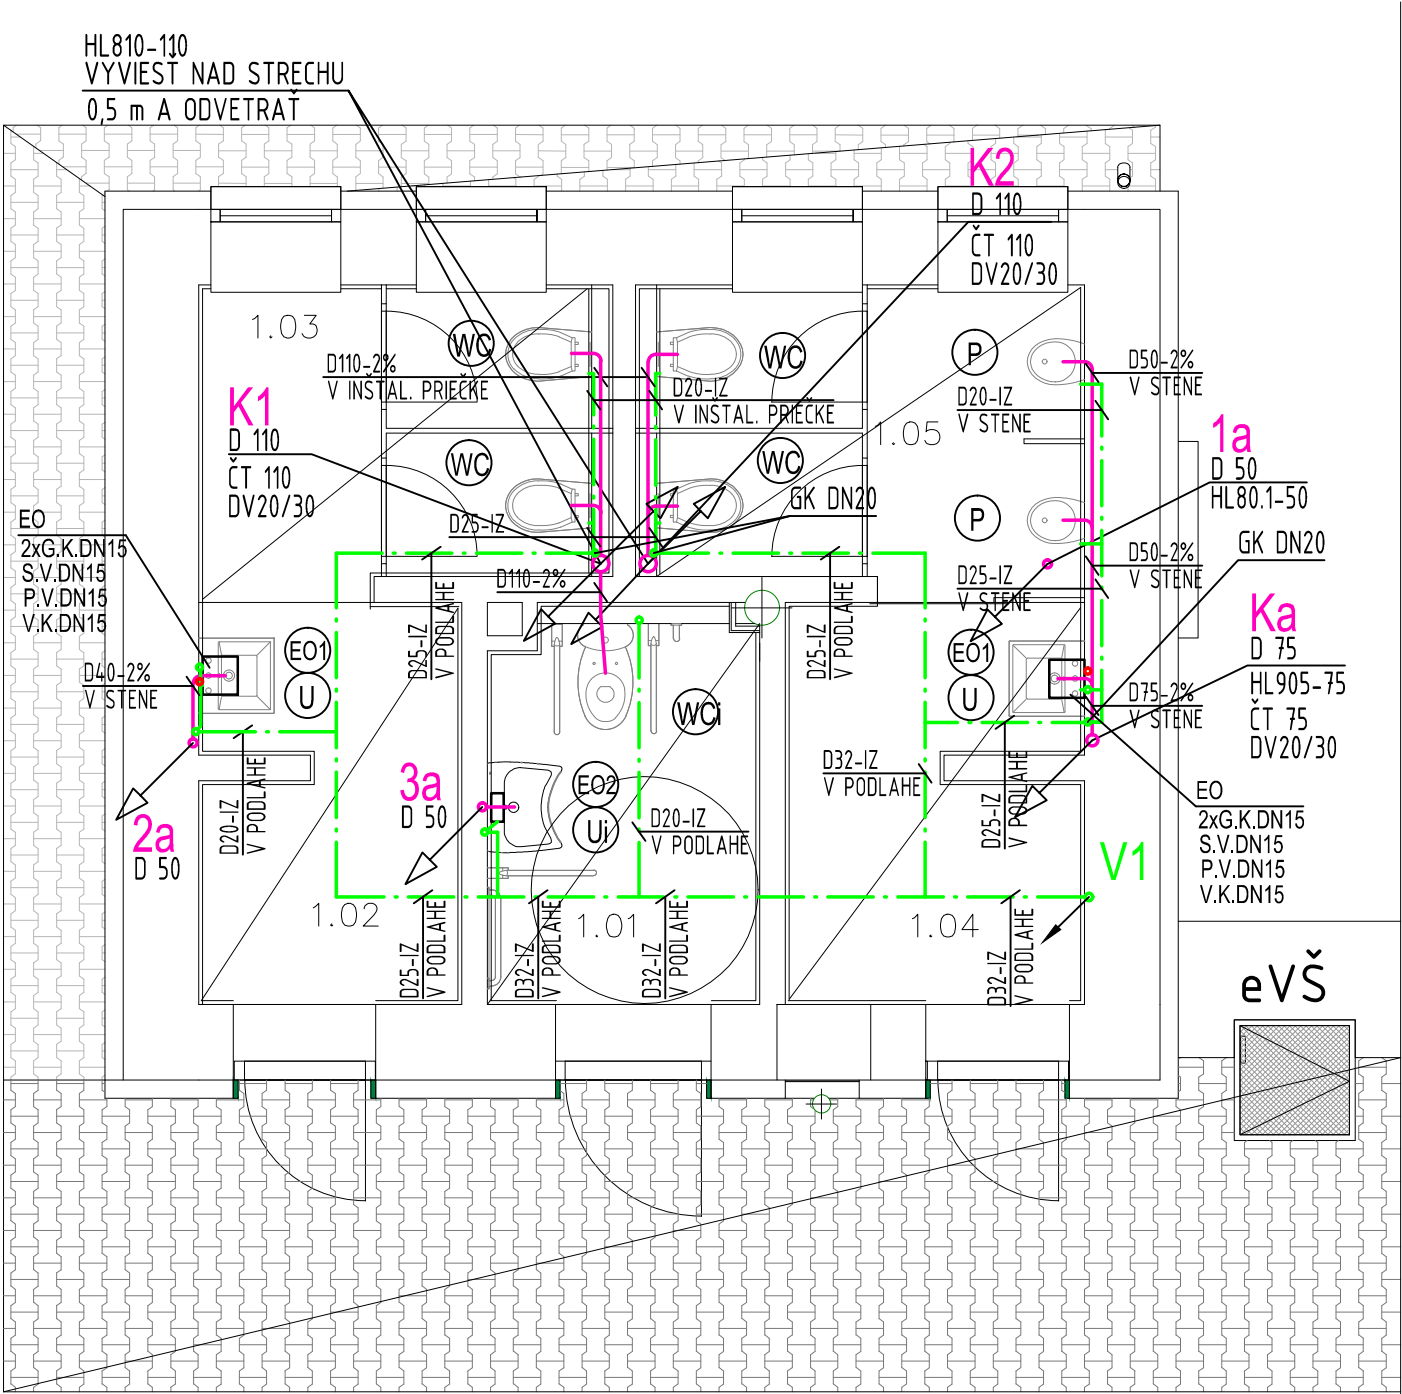 HL810-110
VYVIESŤ NAD STRECHU
0,5 m A ODVETRAŤ
K2
D 110
ČT 110
DV20/30
1.03
WC
WC
P
D110-2%
V INŠTAL. PRIEČKE
D20-IZ
V INŠTAL. PRIEČKE
D50-2%
V STENE
D20-IZ
V STENE
K1
D 110
ČT 110
DV20/30
1.05
1a
D 50
HL80.1-50
WC
WC
P
GK DN20
D25-IZ
GK DN20
EO
2xG.K.DN15
S.V.DN15
P.V.DN15
V.K.DN15
D50-2%
V STENE
D110-2%
D25-IZ
V STENE
Ka
D 75
HL905-75
ČT 75
DV20/30
D25-IZ
V PODLAHE
D25-IZ
V PODLAHE
EO1
U
EO1
U
D40-2%
V STENE
D75-2%
V STENE
WCi
D32-IZ
V PODLAHE
3a
D 50
EO2
Ui
D20-IZ
V PODLAHE
D20-IZ
V PODLAHE
D25-IZ
V PODLAHE
EO
2xG.K.DN15
S.V.DN15
P.V.DN15
V.K.DN15
2a
D 50
V1
1.02
1.01
1.04
D25-IZ
V PODLAHE
D32-IZ
V PODLAHE
D32-IZ
V PODLAHE
D32-IZ
V PODLAHE
eVŠ